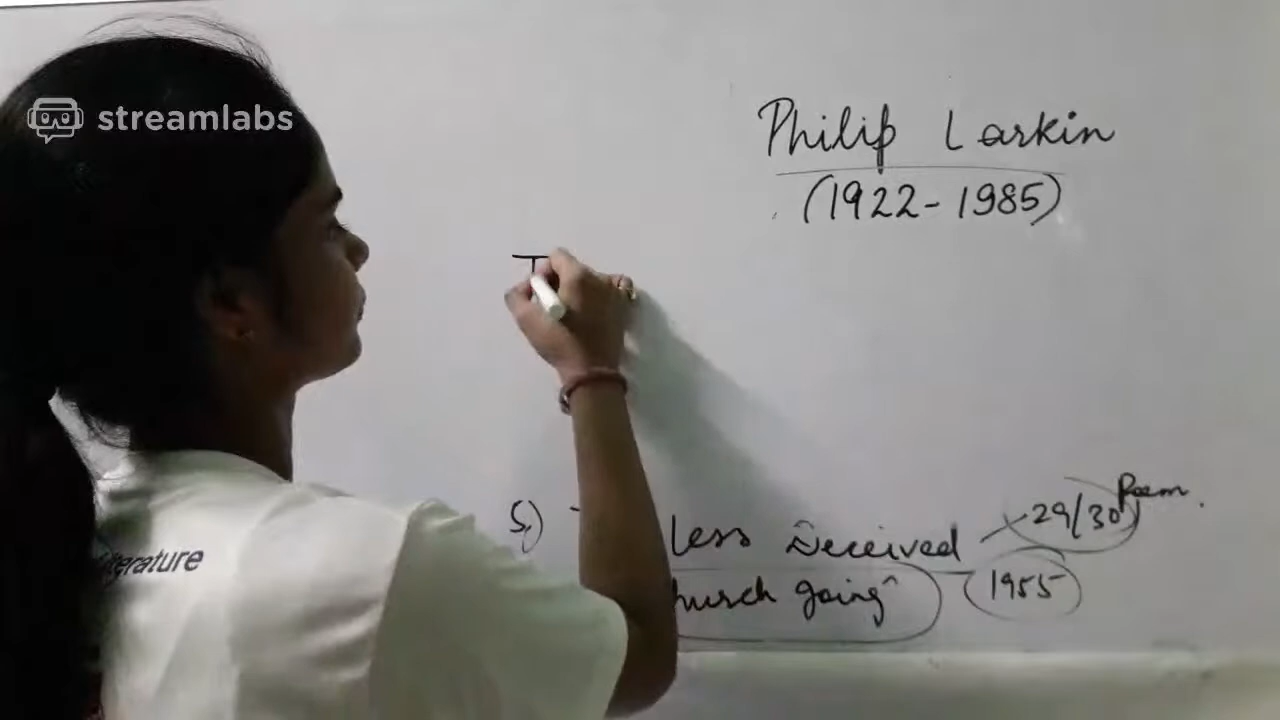 streamlabs
Philip Larkin
(1922-1985)
T
29/30 Poem.
5) less Deceived
hurch going"
1955
iterature